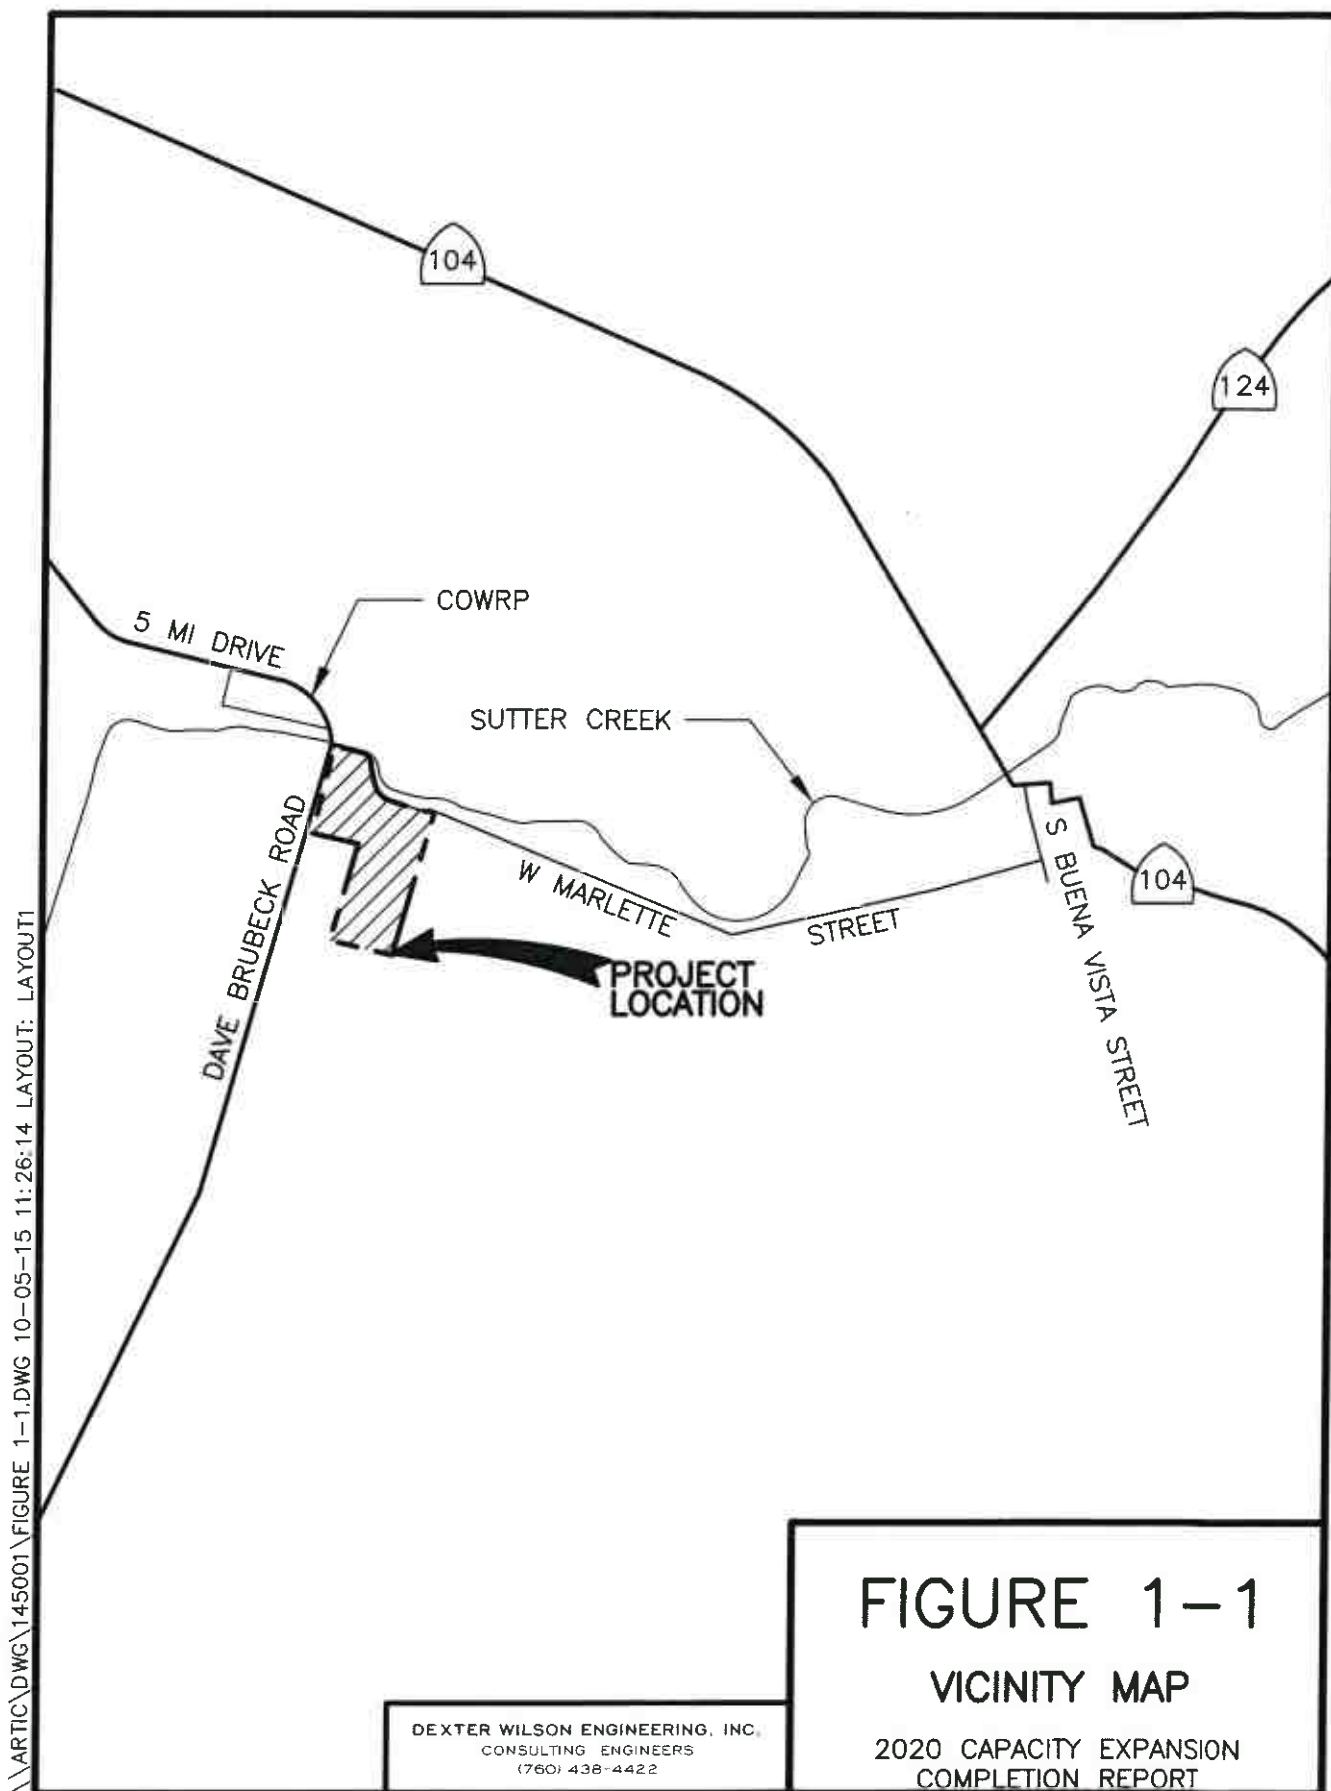 104
124
COWRP
5 MI DRIVE
SUTTER CREEK
W MARLETTE
STREET
S BUENA VISTA STREET
104
DAVE BRUBECK ROAD
PROJECT
LOCATION
\\ARTIC\DWG\145001\FIGURE 1-1.DWG 10-05-15 11:26:14 LAYOUT: LAYOUT1
FIGURE 1-1
VICINITY MAP
2020 CAPACITY EXPANSION
COMPLETION REPORT
DEXTER WILSON ENGINEERING, INC.
CONSULTING ENGINEERS
(760) 438-4422